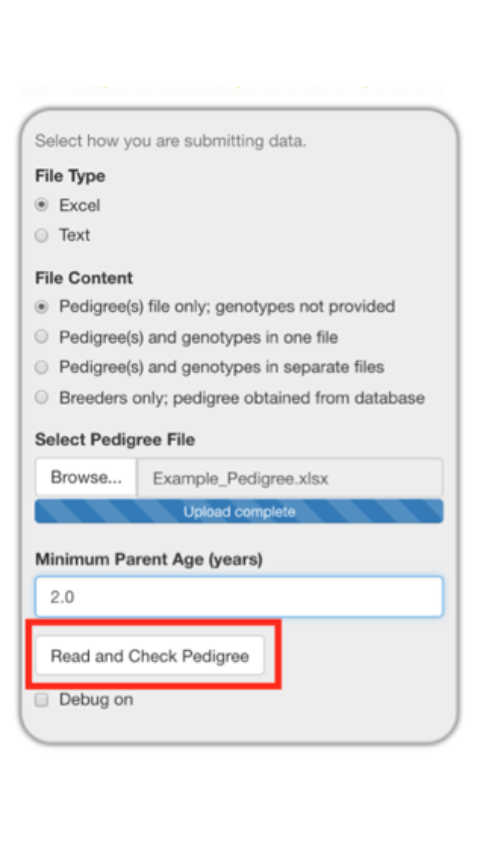 Select how you are submitting data.
File Type
Excel
Text
File Content
Pedigree(s) file only; genotypes not provided
Pedigree(s) and genotypes in one file
Pedigree(s) and genotypes in separate files
Breeders only; pedigree obtained from database
Select Pedigree File
Browse... Example_Pedigree.xlsx
Upload complete
Minimum Parent Age (years)
2.0
Read and Check Pedigree
Debug on